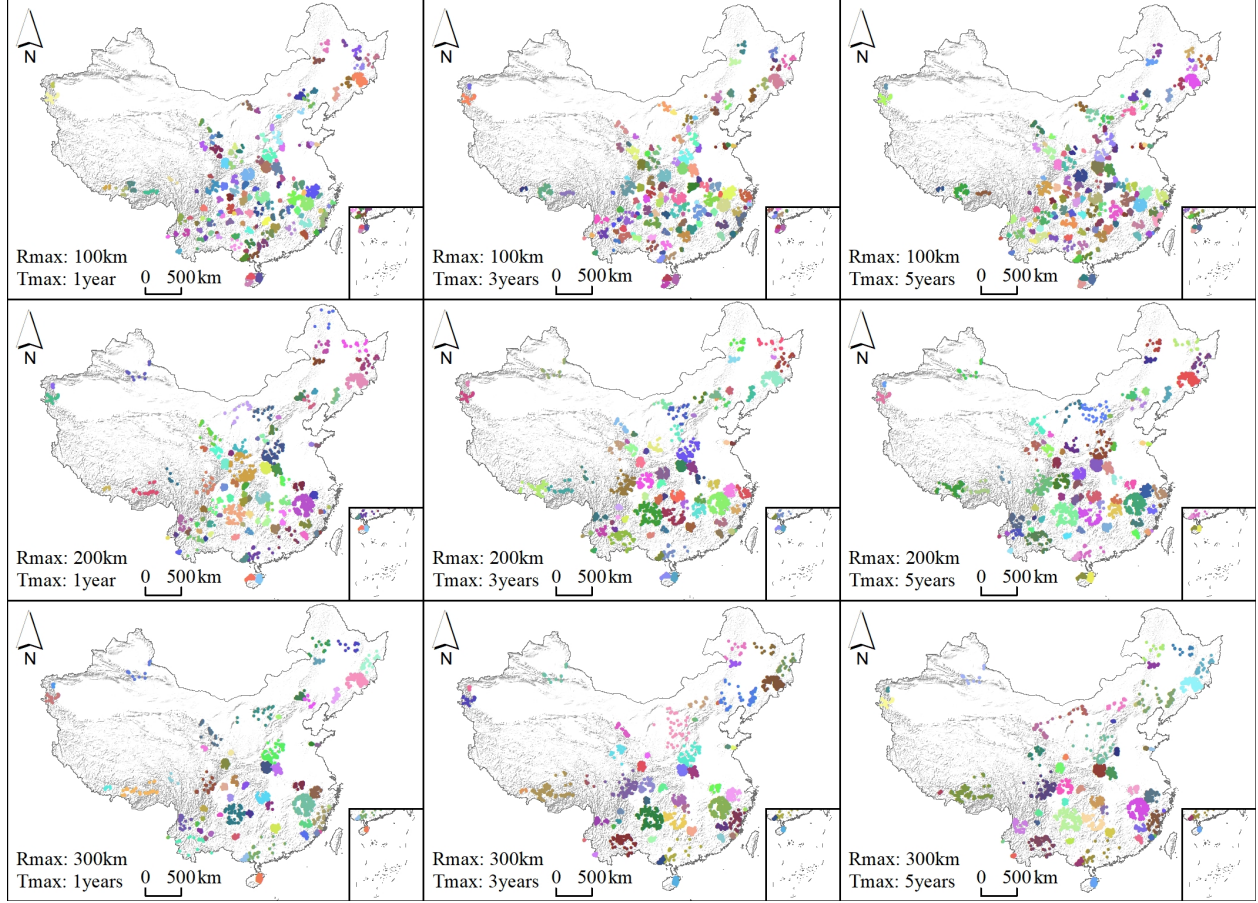 N
Rmax: 100km
Tmax: 1year 0 500km
N
Rmax: 100km
Tmax: 3years 0 500km
N
Rmax: 100km
Tmax: 5years 0 500km
N
Rmax: 200km
Tmax: 1year 0 500km
N
Rmax: 200km
Tmax: 3years 0 500km
N
Rmax: 200km
Tmax: 5years 0 500km
N
Rmax: 300km
Tmax: 1years 0 500km
N
Rmax: 300km
Tmax: 3years 0 500km
N
Rmax: 300km
Tmax: 5years 0 500km